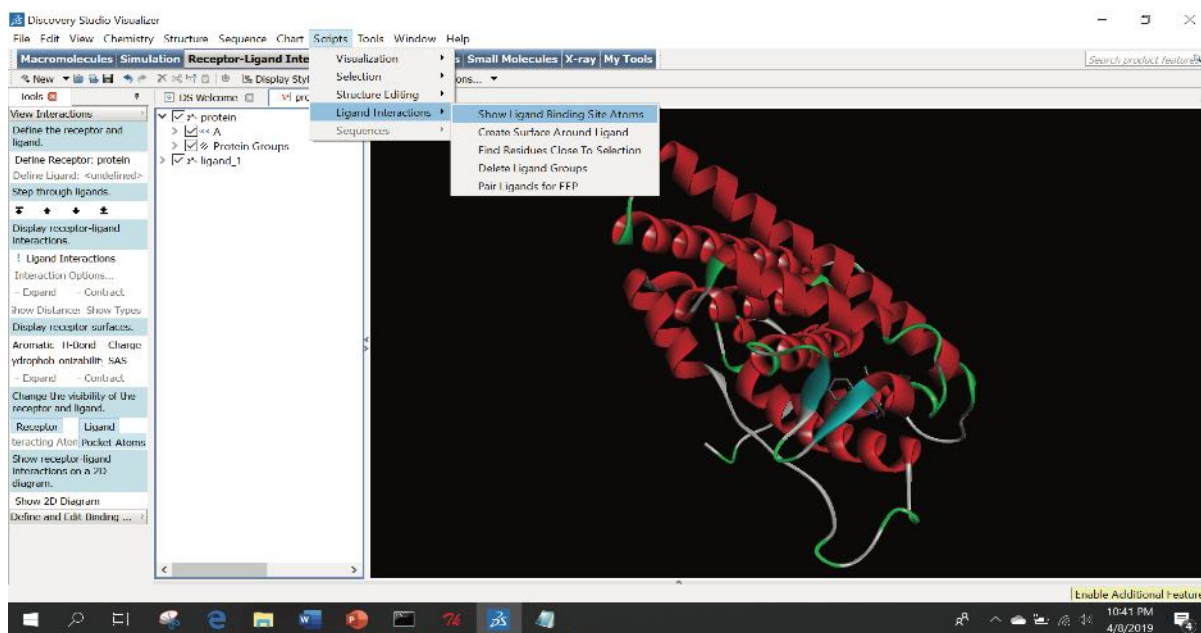 Discovery Studio Visualizer
File Edit View Chemistry Structure Sequence Chart Scripts Tools Window Help
Macromolecules Simulation Receptor-Ligand Inte s Small Molecules X-ray My Tools
Search product features
New Display Styl ons...
Tools
DS Welcome
pro
View Interactions
Define the receptor and
ligand.
Define Receptor: protein
Define Ligand: <undefined>
Step through ligands.
Display receptor-ligand
interactions.
! Ligand Interactions
Interaction Options...
Expand Contract
Show Distance: Show Types
Display receptor surfaces.
Aromatic H-Bond Charge
ydrophob onizability SAS
Expand Contract
Change the visibility of the
receptor and ligand.
Receptor Ligand
teracting Aton Pocket Atoms
Show receptor-ligand
interactions on a 2D
diagram.
Show 2D Diagram
Define and Edit Binding ...
protein
A
Protein Groups
ligand_1
Visualization
Selection
Structure Editing
Ligand Interactions
Sequences
Show Ligand Binding Site Atoms
Create Surface Around Ligand
Find Residues Close To Selection
Delete Ligand Groups
Pair Ligands for FEP
Enable Additional Feature
10:41 PM
4/8/2019